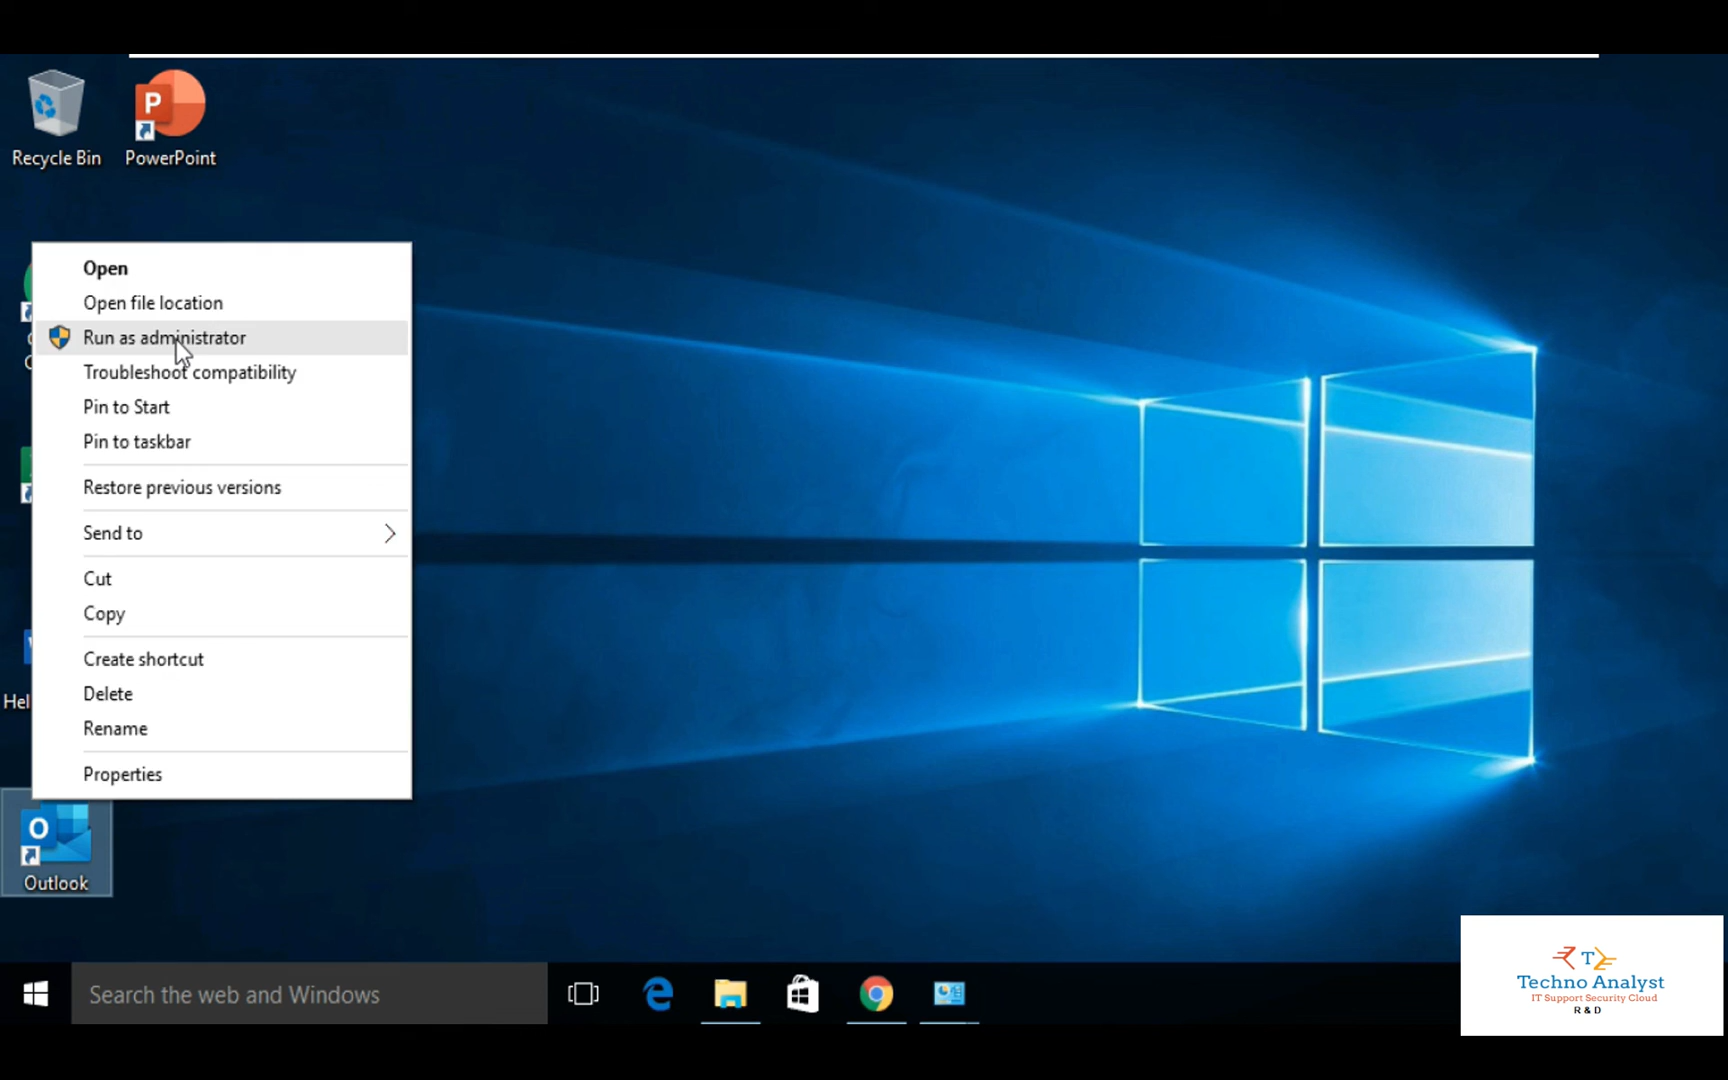 Recycle Bin
PowerPoint
Open
Open file location
Run as administrator
Troubleshoot compatibility
Pin to Start
Pin to taskbar
Restore previous versions
Send to
Cut
Copy
Create shortcut
Delete
Rename
Properties
Hel
Outlook
Search the web and Windows
Techno Analyst
IT Support Security Cloud
R & D